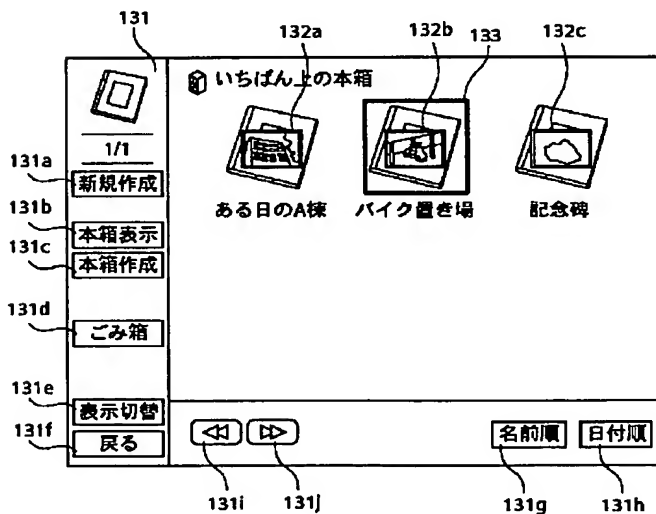 131
132a
132b
133
132c
いちばん上の本箱
1/1
131a
新規作成
ある日のA棟
バイク置き場
記念碑
131b
本箱表示
131c
本箱作成
131d
ごみ箱
131e
表示切替
131f
戻る
名前順
日付順
131i
131j
131g
131h